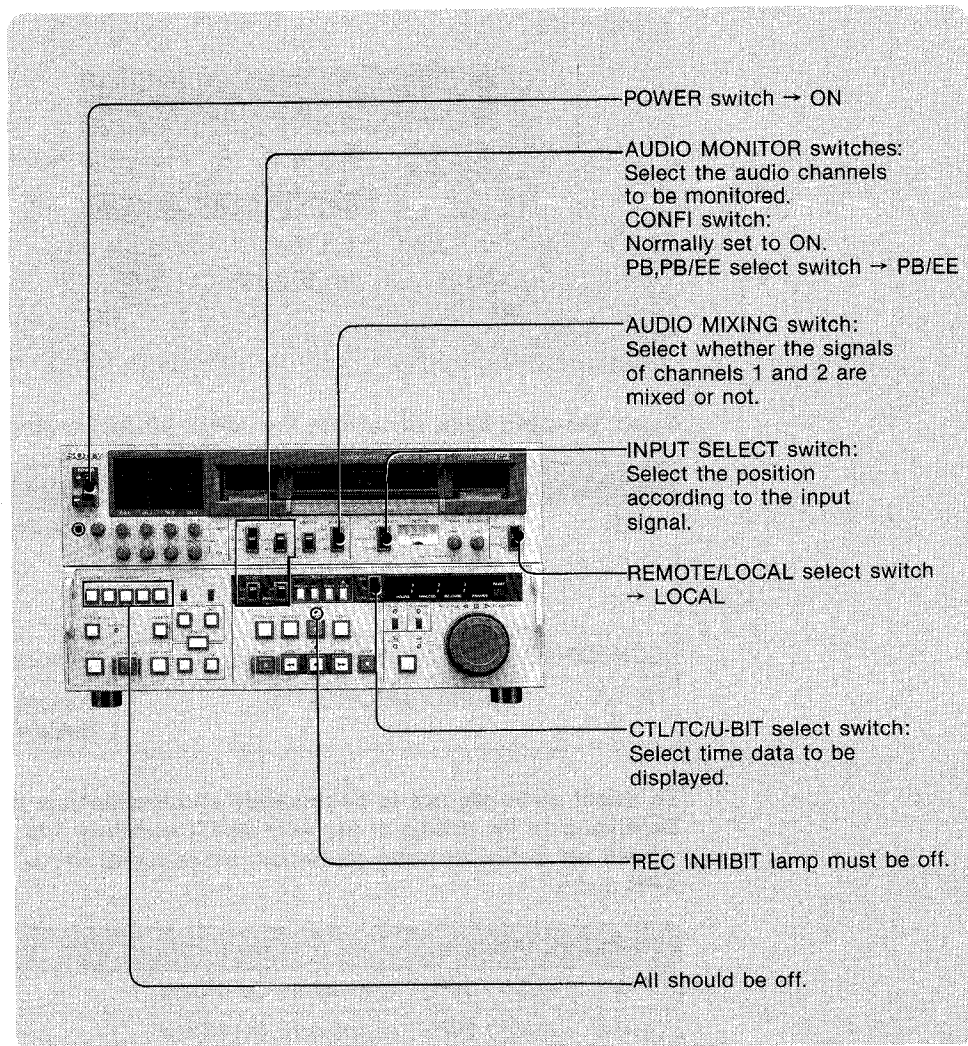 POWER switch → ON
AUDIO MONITOR switches:
Select the audio channels
to be monitored.
CONFI switch:
Normally set to ON.
PB,PB/EE select switch → PB/EE
AUDIO MIXING switch:
Select whether the signals
of channels 1 and 2 are
mixed or not.
INPUT SELECT switch:
Select the position
according to the input
signal.
REMOTE/LOCAL select switch
→ LOCAL
CTL/TC/U-BIT select switch:
Select time data to be
displayed.
REC INHIBIT lamp must be off.
All should be off.